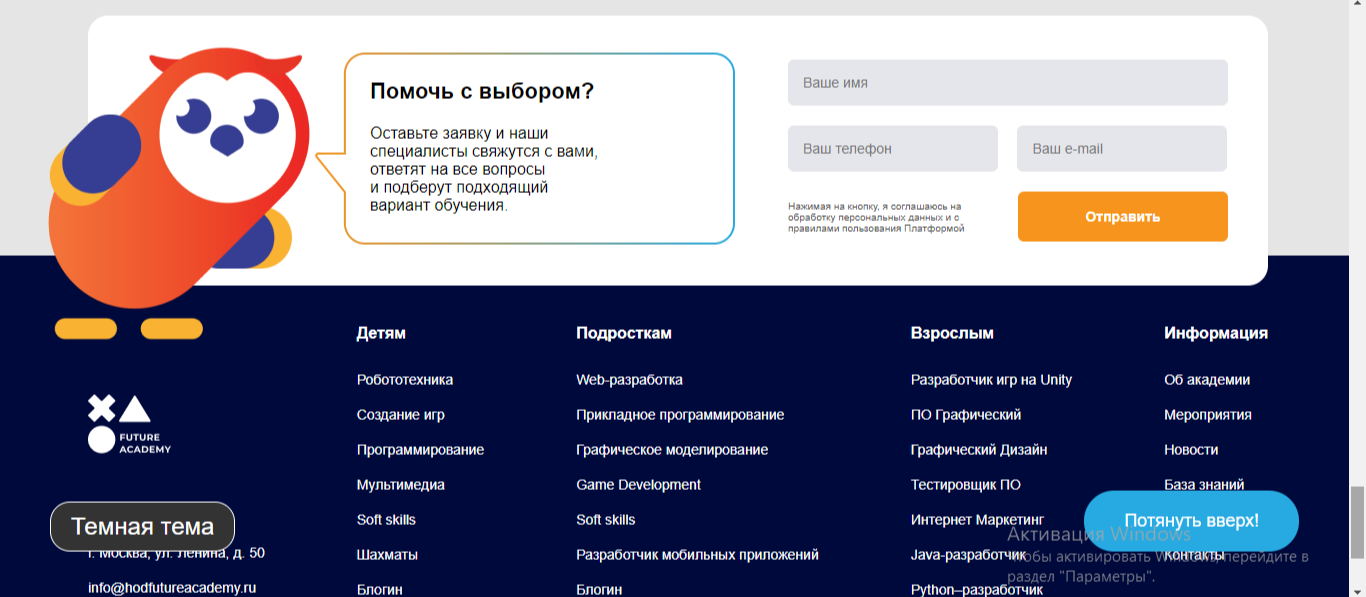 Помочь с выбором?
Оставьте заявку и наши
специалисты свяжутся с вами,
ответят на все вопросы
и подберут подходящий
вариант обучения.
Ваше имя
Ваш телефон
Ваш e-mail
Нажимая на кнопку, я соглашаюсь на
обработку персональных данных и с
правилами пользования Платформой
Отправить
FUTURE
ACADEMY
Темная тема
г. Москва, ул. Ленина, д. 50
info@hodfutureacademy.ru
Детям
Робототехника
Создание игр
Программирование
Мультимедиа
Soft skills
Шахматы
Блогин
Подросткам
Web-разработка
Прикладное программирование
Графическое моделирование
Game Development
Soft skills
Разработчик мобильных приложений
Блогин
Взрослым
Разработчик игр на Unity
ПО Графический
Графический Дизайн
Тестировщик ПО
Интернет Маркетинг
Java-разработчик
Python–разработчик
Информация
Об академии
Мероприятия
Новости
База знаний
Контакты
Потянуть вверх!
Активация Windows
Чтобы активировать Windows, перейдите в
раздел "Параметры".